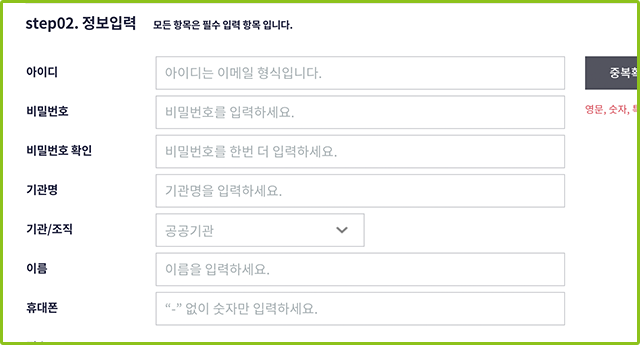 step02. 정보입력 모든 항목은 필수 입력 항목 입니다.
아이디 아이디는 이메일 형식입니다. 중복
비밀번호 비밀번호를 입력하세요. 영문, 숫자,
비밀번호 확인 비밀번호를 한번 더 입력하세요.
기관명 기관명을 입력하세요.
기관/조직 공공기관
이름 이름을 입력하세요.
휴대폰 “-” 없이 숫자만 입력하세요.